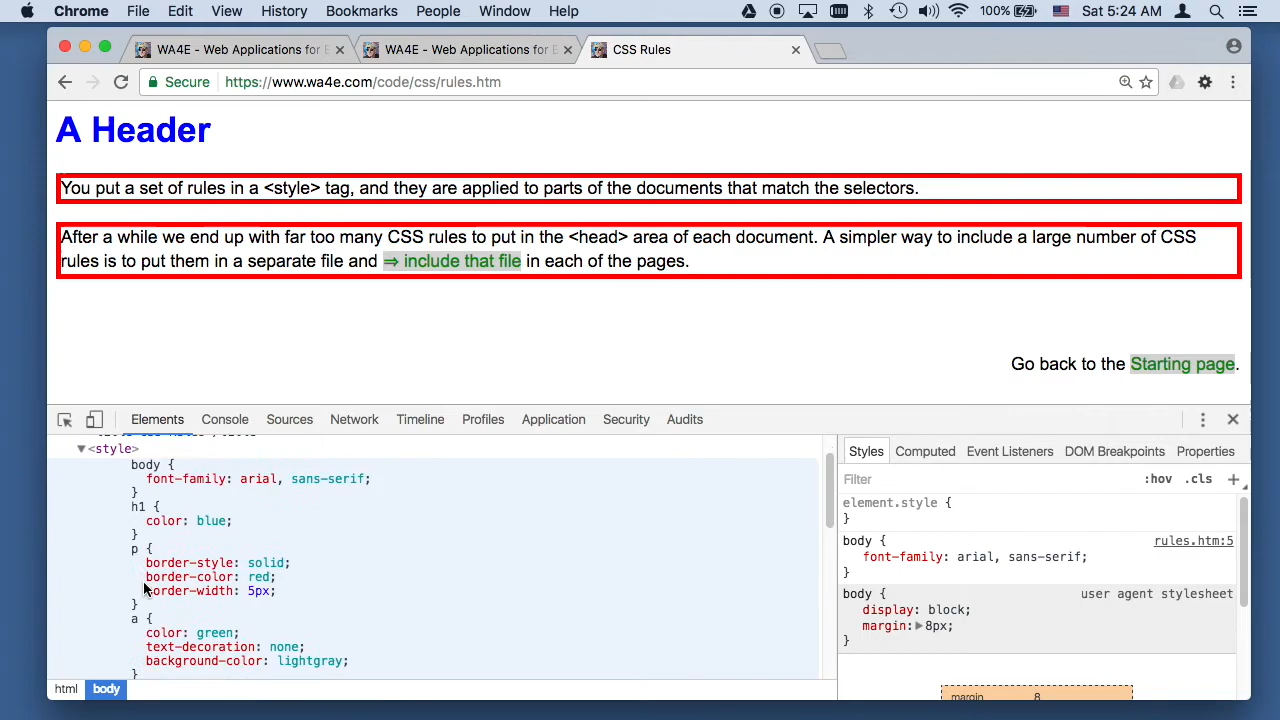 Chrome File Edit View History Bookmarks People Window Help 100% Sat 5:24 AM
WA4E - Web Applications for E
WA4E - Web Applications for E
CSS Rules
Secure https://www.wa4e.com/code/css/rules.htm
A Header
You put a set of rules in a <style> tag, and they are applied to parts of the documents that match the selectors.
After a while we end up with far too many CSS rules to put in the <head> area of each document. A simpler way to include a large number of CSS
rules is to put them in a separate file and ⇒ include that file in each of the pages.
Go back to the Starting page.
Elements Console Sources Network Timeline Profiles Application Security Audits
▼<style>
body {
font-family: arial, sans-serif;
}
h1 {
color: blue;
}
p {
border-style: solid;
border-color: red;
border-width: 5px;
}
a {
color: green;
text-decoration: none;
background-color: lightgray;
}
html body
Styles Computed Event Listeners DOM Breakpoints Properties
Filter :hov .cls +
element.style {
}
body { rules.htm:5
font-family: arial, sans-serif;
}
body { user agent stylesheet
display: block;
margin:▶8px;
}
margin 8